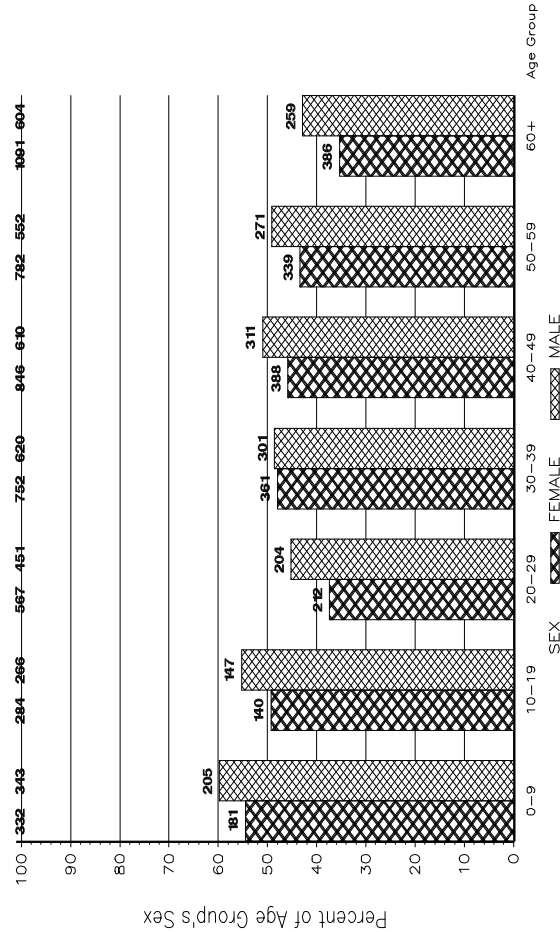 Percent of Age Group's Sex
100
90
80
70
60
50
40
30
20
10
0
332 343 284 266 567 451 752 620 846 610 782 552 1091 604
181 205 140 147 212 204 361 301 388 311 339 271 386 259
0-9 10-19 20-29 30-39 40-49 50-59 60+
Age Group
SEX FEMALE MALE